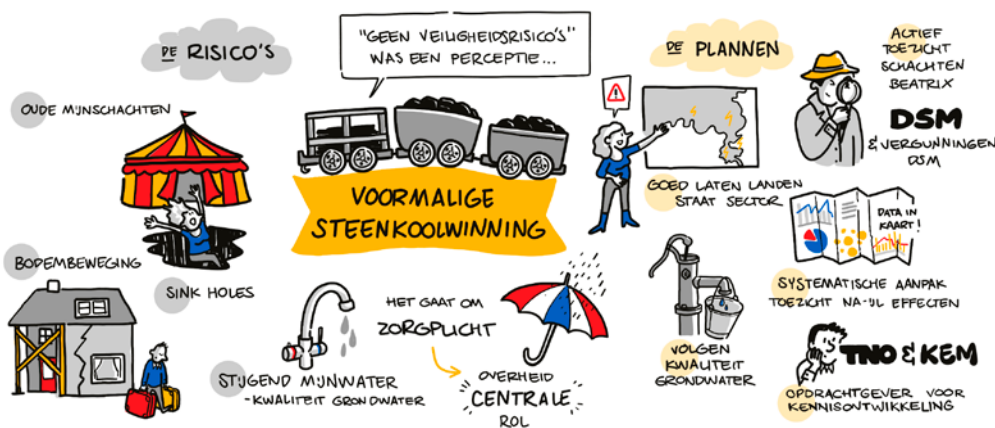 DE RISICO'S
OUDE MIJNSCHACHTEN
SINK HOLES
BODEMBEWEGING
STIJGEND MIJNWATER
-KWALITEIT GRONDWATER
"GEEN VEILIGHEIDSRISICO'S"
WAS EEN PERCEPTIE...
VOORMALIGE
STEENKOOLWINNING
HET GAAT OM
ZORGPLICHT
OVERHEID
CENTRALE
ROL
DE PLANNEN
GOED LATEN LANDEN
STAAT SECTOR
VOLGEN
KWALITEIT
GRONDWATER
ACTIEF
TOEZICHT
SCHACHTEN
BEATRIX
DSM
& VERGUNNINGEN
DSM
DATA IN
KAART!
SYSTEMATISCHE AANPAK
TOEZICHT NA-IJL EFFECTEN
TNO & KEM
OPDRACHTGEVER VOOR
KENNISONTWIKKELING